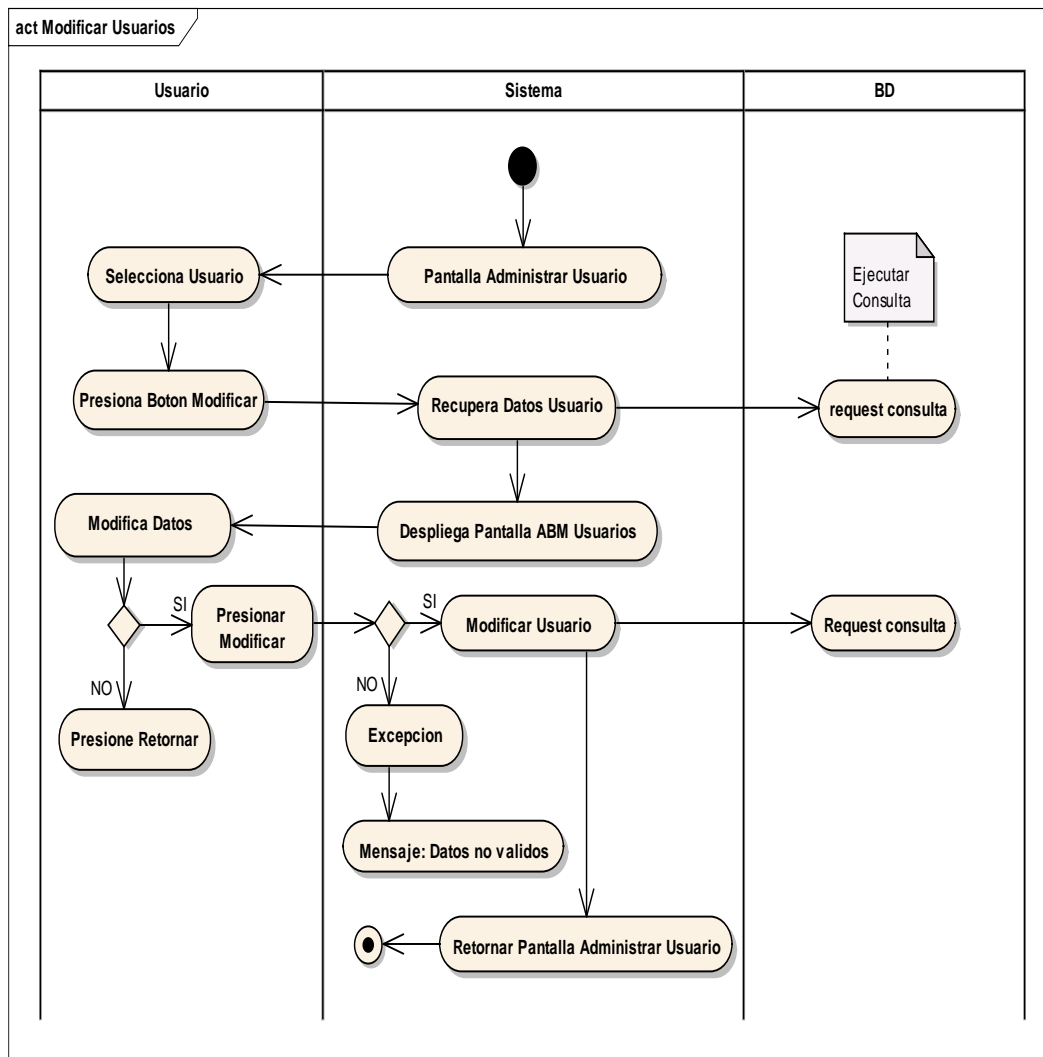 act Modificar Usuarios
Usuario
Sistema
BD
Selecciona Usuario
Pantalla Administrar Usuario
Ejecutar
Consulta
Presiona Boton Modificar
Recupera Datos Usuario
request consulta
Modifica Datos
Despliega Pantalla ABM Usuarios
SI
Presionar
Modificar
SI
Modificar Usuario
Request consulta
NO
Presione Retornar
NO
Excepcion
Mensaje: Datos no validos
Retornar Pantalla Administrar Usuario